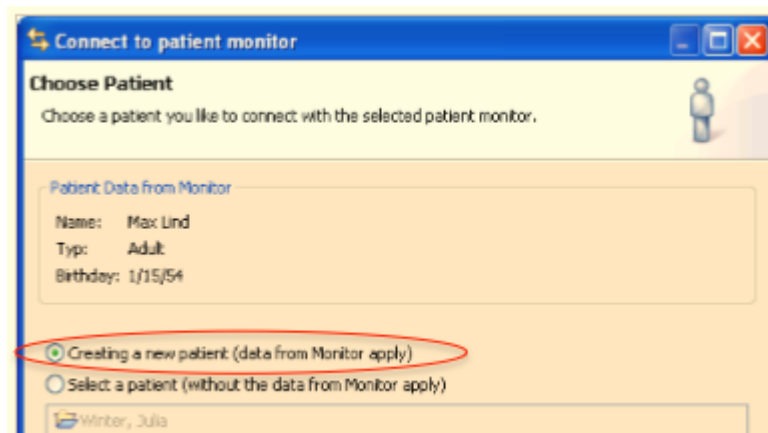 Connect to patient monitor
Choose Patient
Choose a patient you like to connect with the selected patient monitor.
Patient Data from Monitor
Name: Max Lind
Typ: Adult
Birthday: 1/15/54
Creating a new patient (data from Monitor apply)
Select a patient (without the data from Monitor apply)
Winter, Julia